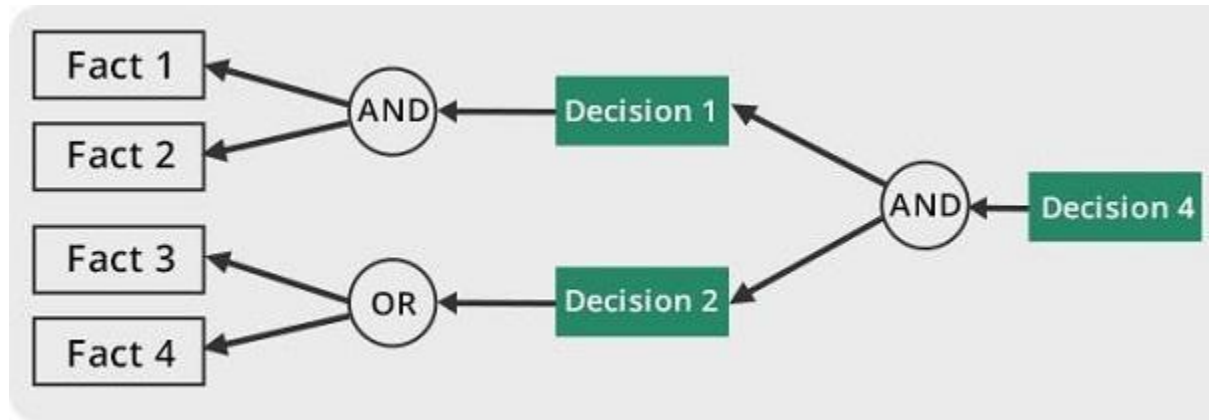 Fact 1
Fact 2
AND
Decision 1
Fact 3
Fact 4
OR
Decision 2
AND
Decision 4